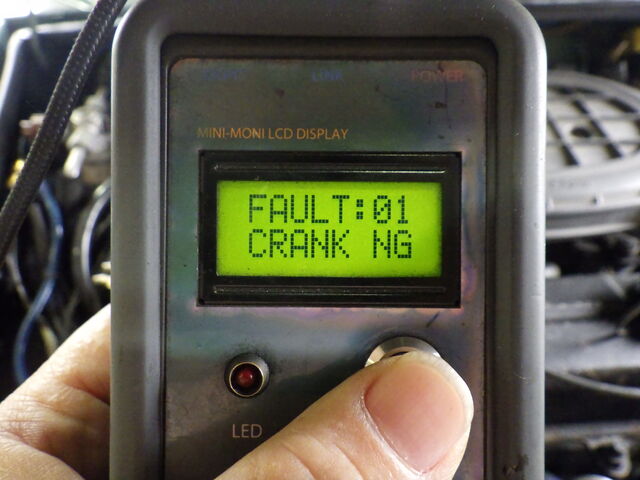 LINK POWER
MINI-MONI LCD DISPLAY
FAULT:01
CRANK NG
LED